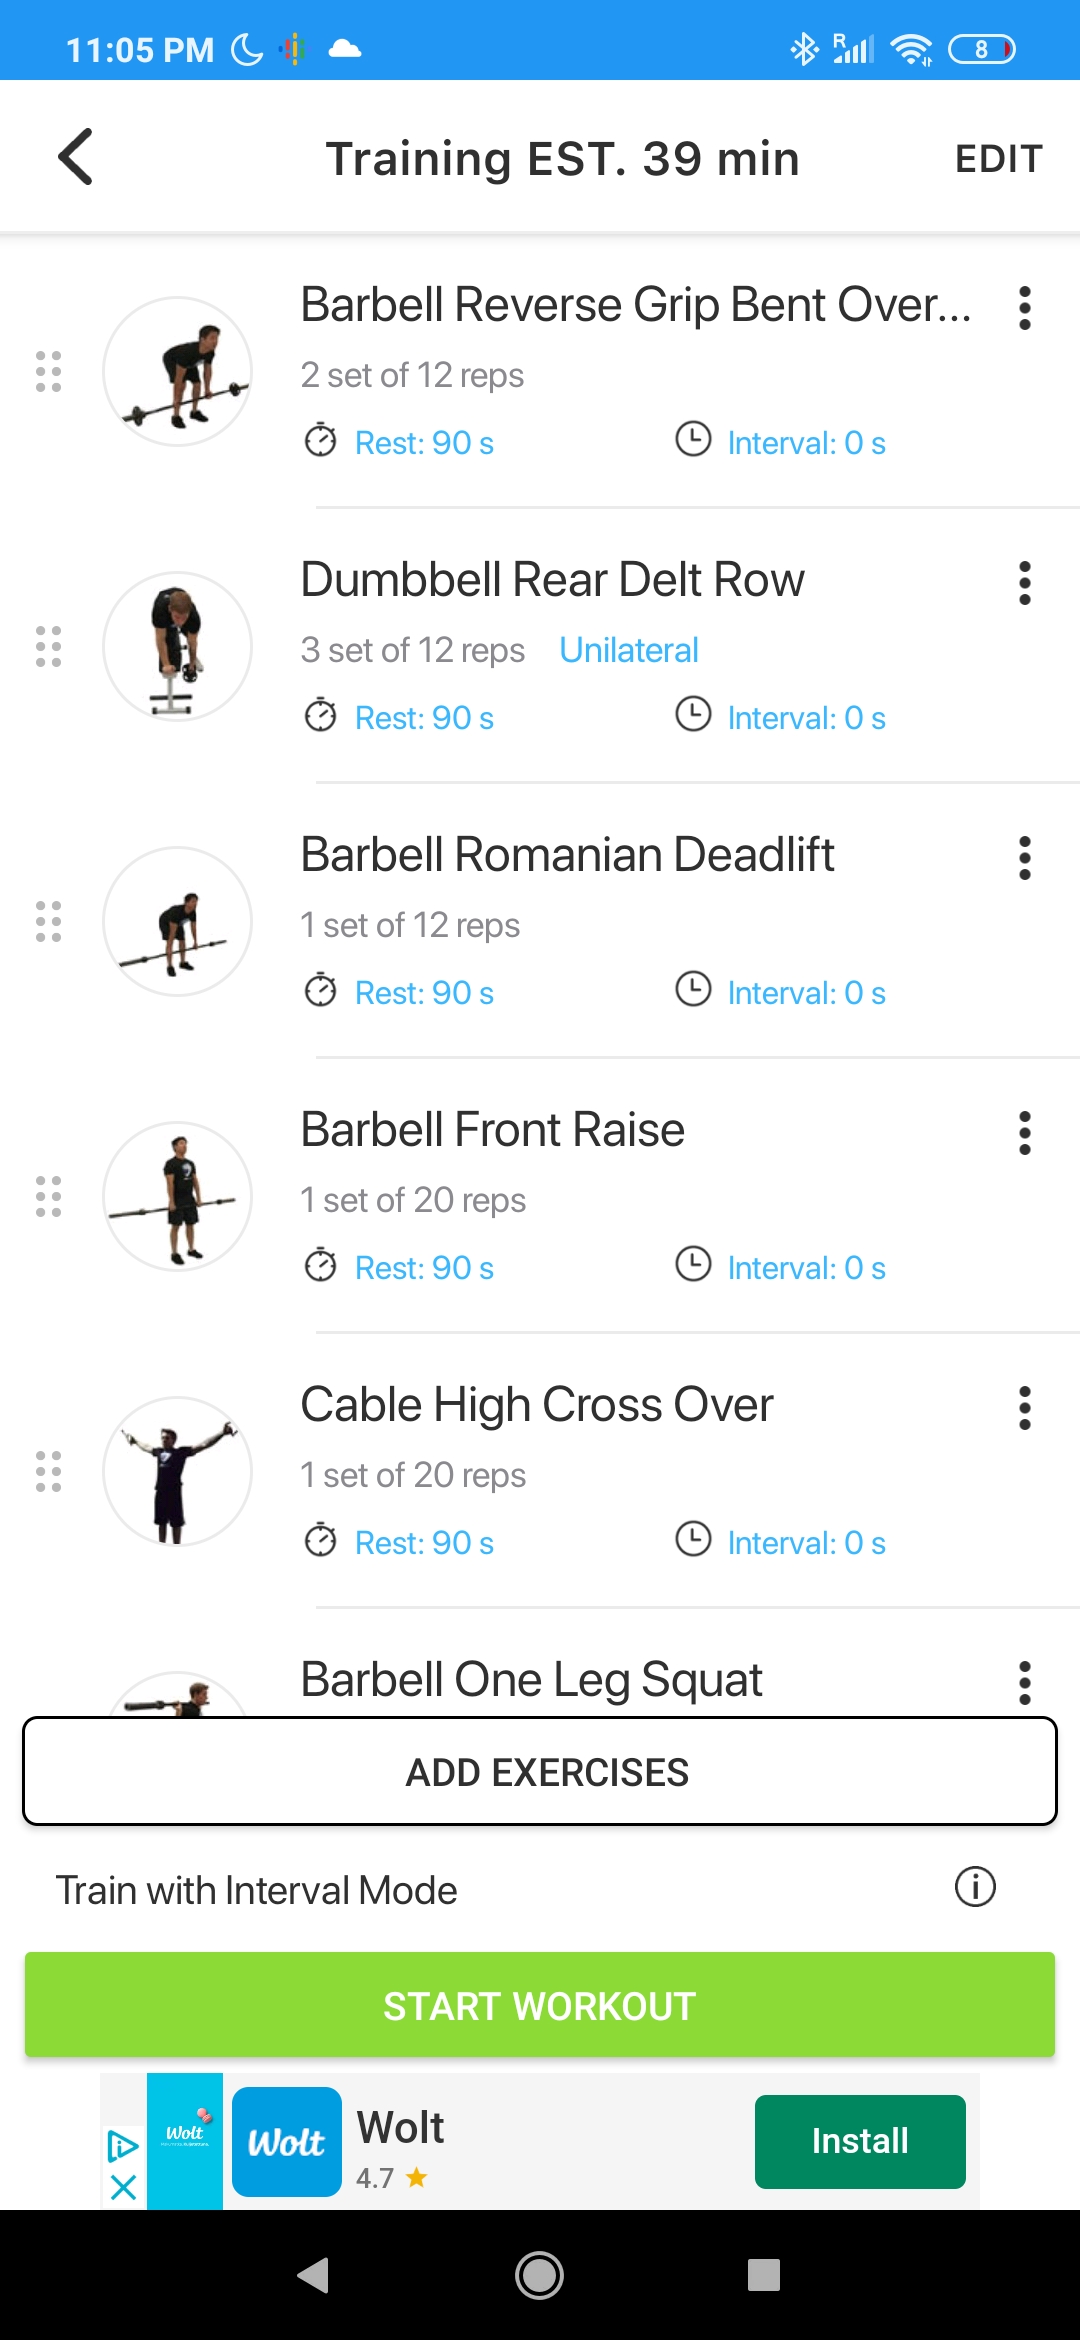 11:05 PM
R
8
Training EST. 39 min
EDIT
Barbell Reverse Grip Bent Over...
2 set of 12 reps
Rest: 90 s
Interval: 0 s
Dumbbell Rear Delt Row
3 set of 12 reps
Unilateral
Rest: 90 s
Interval: 0 s
Barbell Romanian Deadlift
1 set of 12 reps
Rest: 90 s
Interval: 0 s
Barbell Front Raise
1 set of 20 reps
Rest: 90 s
Interval: 0 s
Cable High Cross Over
1 set of 20 reps
Rest: 90 s
Interval: 0 s
Barbell One Leg Squat
ADD EXERCISES
Train with Interval Mode
START WORKOUT
Wolt
Wolt
Wolt
4.7
Install